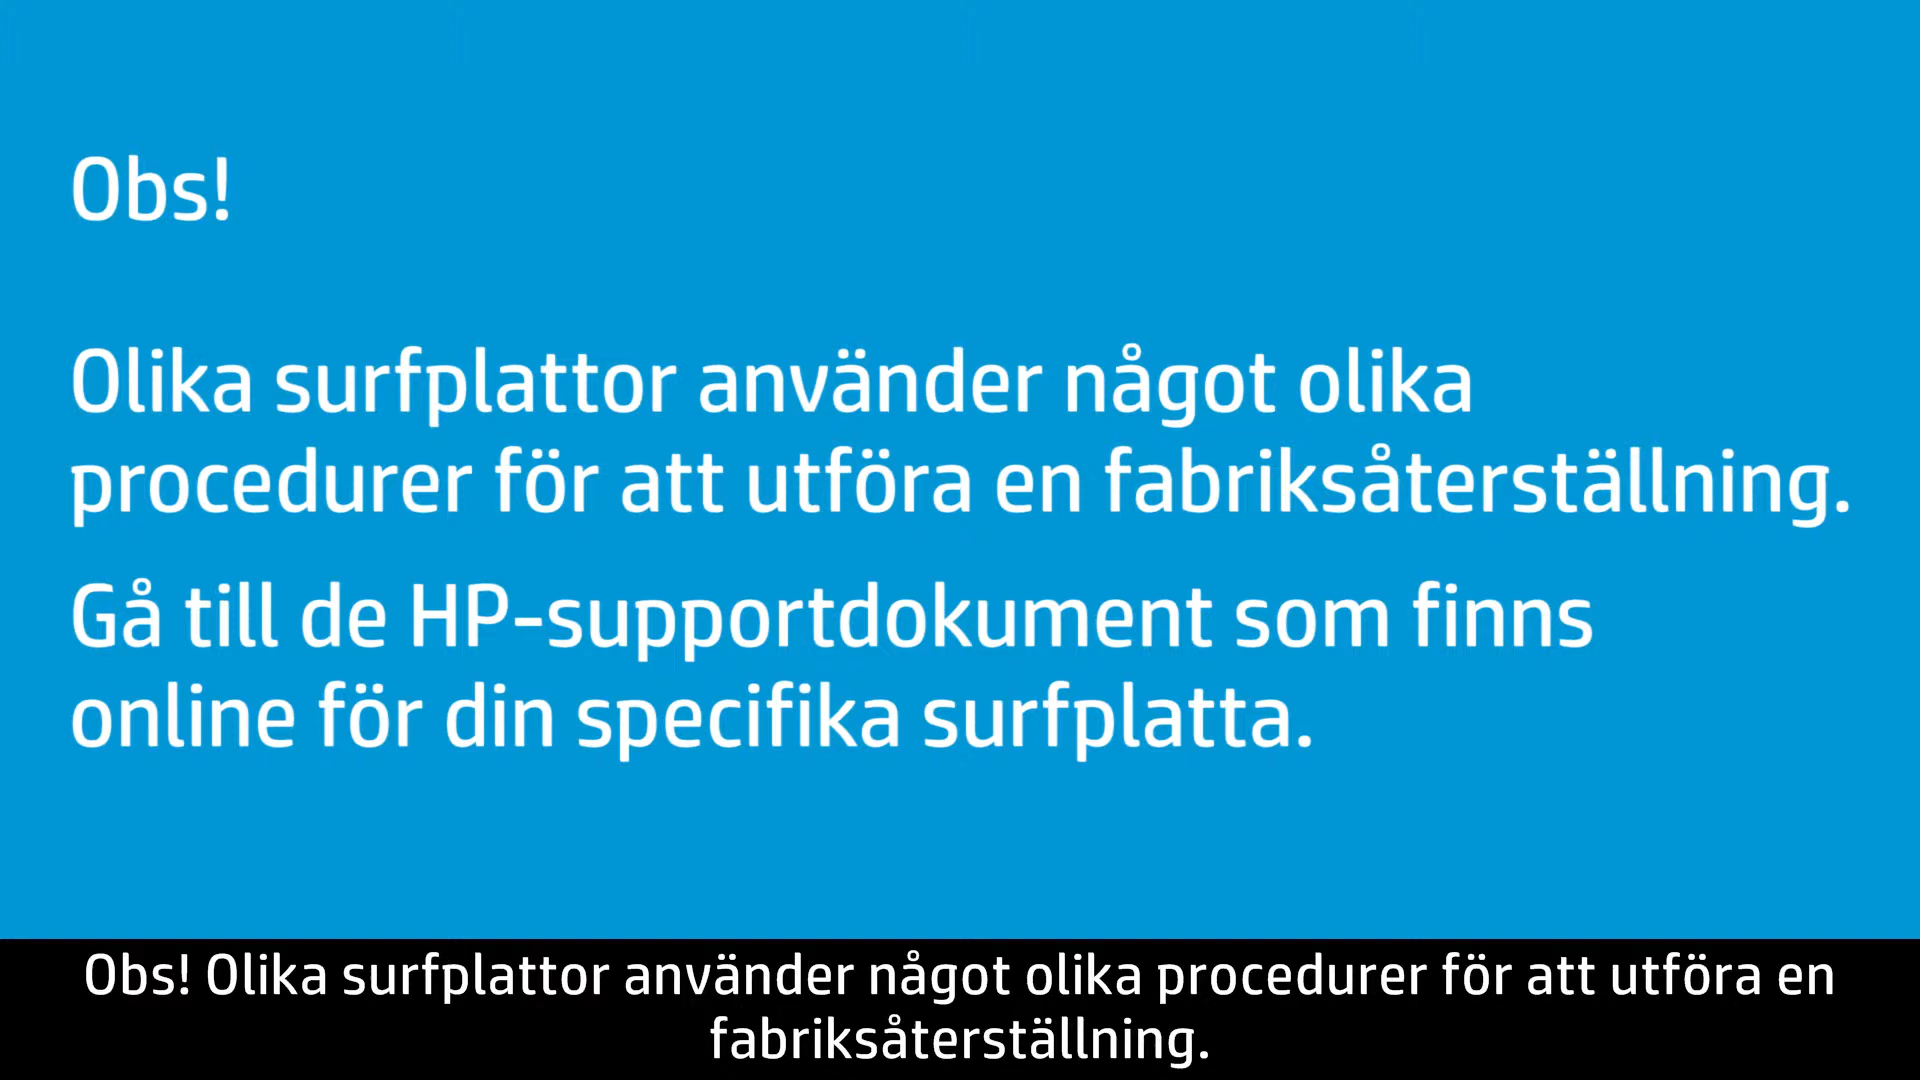 Obs!
Olika surfplattor använder något olika
procedurer för att utföra en fabriksåterställning.
Gå till de HP-supportdokument som finns
online för din specifika surfplatta.
Obs! Olika surfplattor använder något olika procedurer för att utföra en
fabriksåterställning.